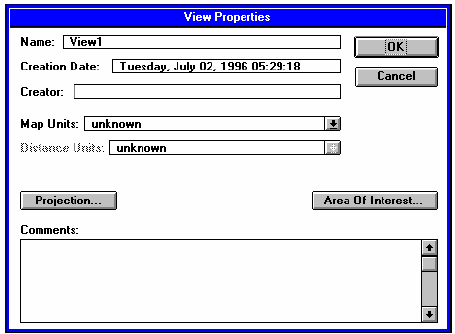 View Properties
Name: View1
OK
Creation Date: Tuesday, July 02, 1996 05:29:18
Cancel
Creator:
Map Units: unknown
Distance Units: unknown
Projection...
Area Of Interest...
Comments: